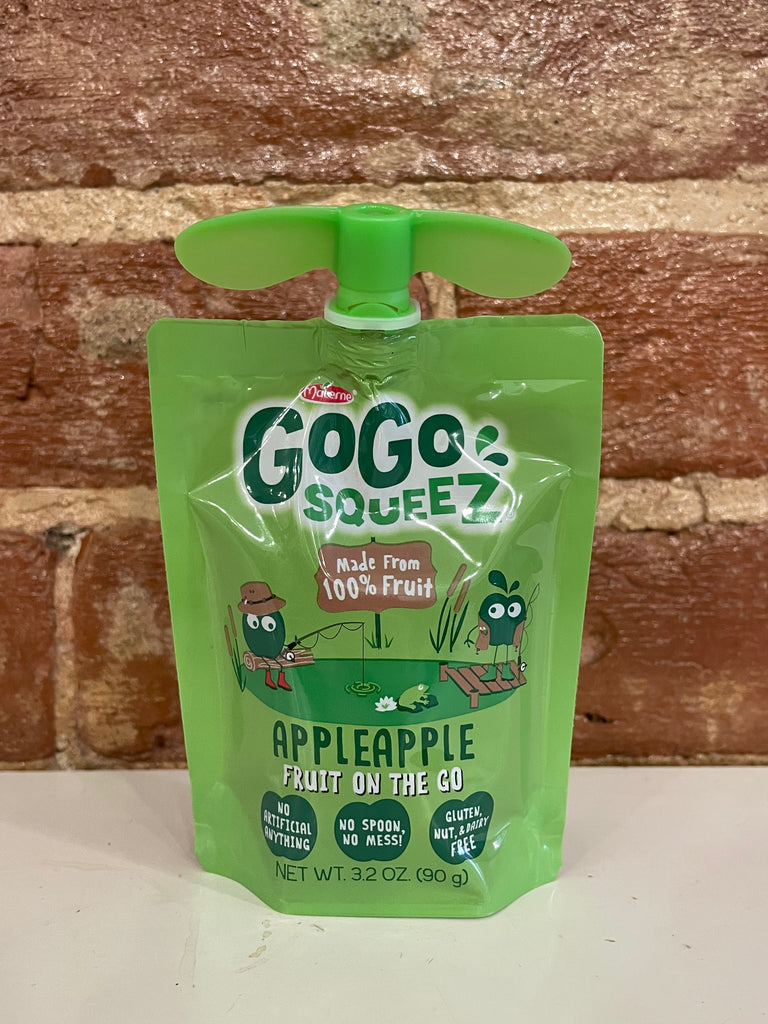 Materne
GOGO
SQUEEZ
Made From
100% Fruit
APPLEAPPLE
FRUIT ON THE GO
NO
ARTIFICIAL
ANYTHING
NO SPOON,
NO MESS!
GLUTEN,
NUT, & DAIRY
FREE
NET WT. 3.2 OZ. (90 g)